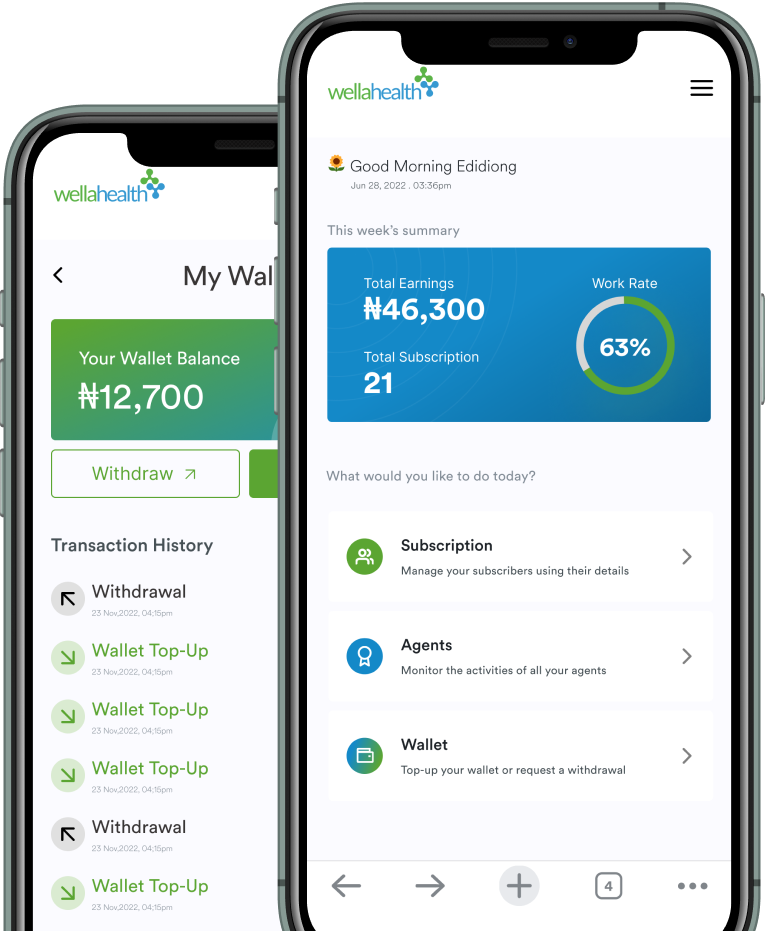 wellahealth
My Wal
Your Wallet Balance
₦12,700
Withdraw
Transaction History
Withdrawal
23 Nov,2022, 04;15pm
Wallet Top-Up
23 Nov,2022, 04;15pm
Wallet Top-Up
23 Nov,2022, 04;15pm
Wallet Top-Up
23 Nov,2022, 04;15pm
Withdrawal
23 Nov,2022, 04;15pm
Wallet Top-Up
23 Nov,2022, 04;15pm
wellahealth
🌻 Good Morning Edidiong
Jun 28, 2022 . 03:36pm
This week's summary
Total Earnings
₦46,300
Total Subscription
21
Work Rate
63%
What would you like to do today?
Subscription
Manage your subscribers using their details
Agents
Monitor the activities of all your agents
Wallet
Top-up your wallet or request a withdrawal
4